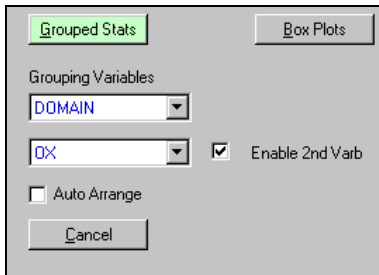 Grouped Stats
Box Plots
Grouping Variables
DOMAIN
OX
Enable 2nd Varb
Auto Arrange
Cancel